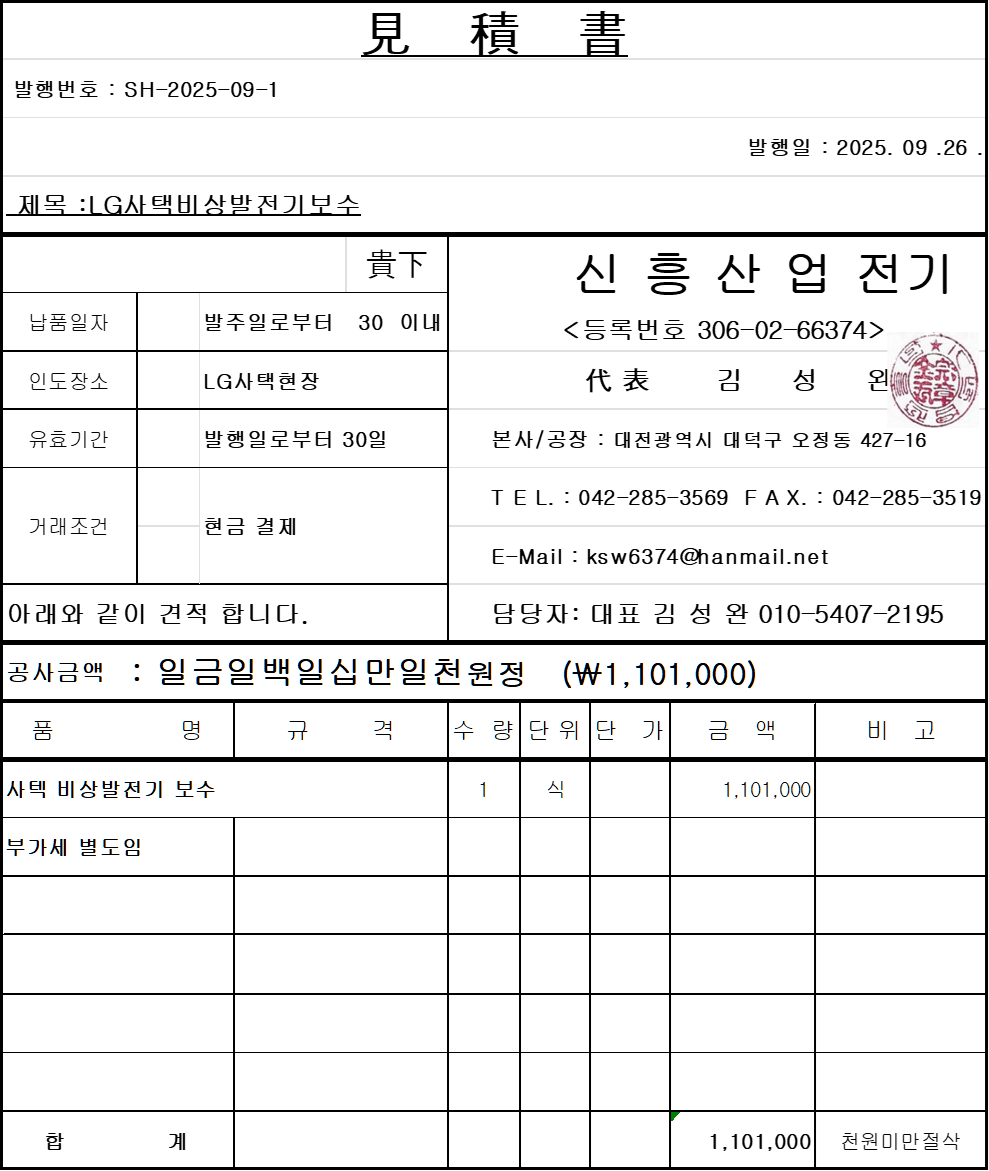 見 積 書
발행번호 : SH-2025-09-1
발행일 : 2025. 09 .26 .
제목 :LG사택비상발전기보수
貴下
납품일자 발주일로부터 30 이내
인도장소 LG사택현장
유효기간 발행일로부터 30일
거래조건 현금 결제
아래와 같이 견적 합니다.
신 흥 산 업 전기
<등록번호 306-02-66374>
代 表 김 성 완
본사/공장 : 대전광역시 대덕구 오정동 427-16
T E L. : 042-285-3569 F A X. : 042-285-3519
E-Mail : ksw6374@hanmail.net
담당자: 대표 김 성 완 010-5407-2195
공사금액 : 일금일백일십만일천원정 (₩1,101,000)
품 명 규 격 수 량 단 위 단 가 금 액 비 고
사텍 비상발전기 보수 1 식 1,101,000
부가세 별도임
합 계 1,101,000 천원미만절삭